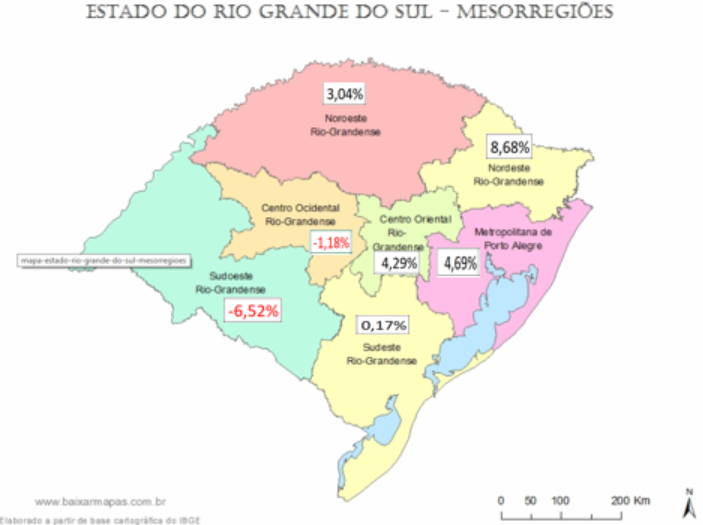 ESTADO DO RIO GRANDE DO SUL - MESORREGIÕES
3,04%
Noroeste
Rio-Grandense
8,68%
Nordeste
Rio-Grandense
Centro Ocidental
Rio-Grandense
-1,18%
Centro Oriental
Rio-
Grandense
4,29%
Metropolitana de
Porto Alegre
4,69%
mapa-estado-rio-grande-do-sul-mesorregioes
Sudoeste
Rio-Grandense
-6,52%
0,17%
Sudeste
Rio-Grandense
www.baixarmapas.com.br
Elaborado a partir de base cartográfica do IBGE
0 50 100 200 Km
N